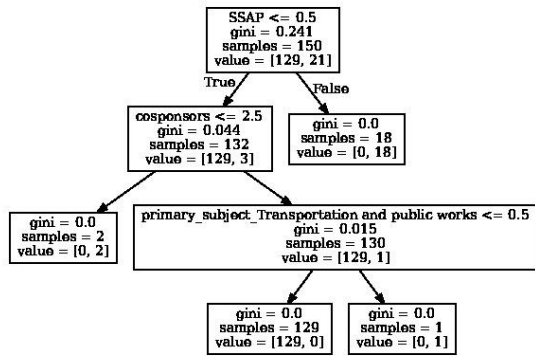 SSAP <= 0.5
gini = 0.241
samples = 150
value = [129, 21]
True
False
cosponsors <= 2.5
gini = 0.044
samples = 132
value = [129, 3]
gini = 0.0
samples = 18
value = [0, 18]
gini = 0.0
samples = 2
value = [0, 2]
primary_subject_Transportation and public works <= 0.5
gini = 0.015
samples = 130
value = [129, 1]
gini = 0.0
samples = 129
value = [129, 0]
gini = 0.0
samples = 1
value = [0, 1]